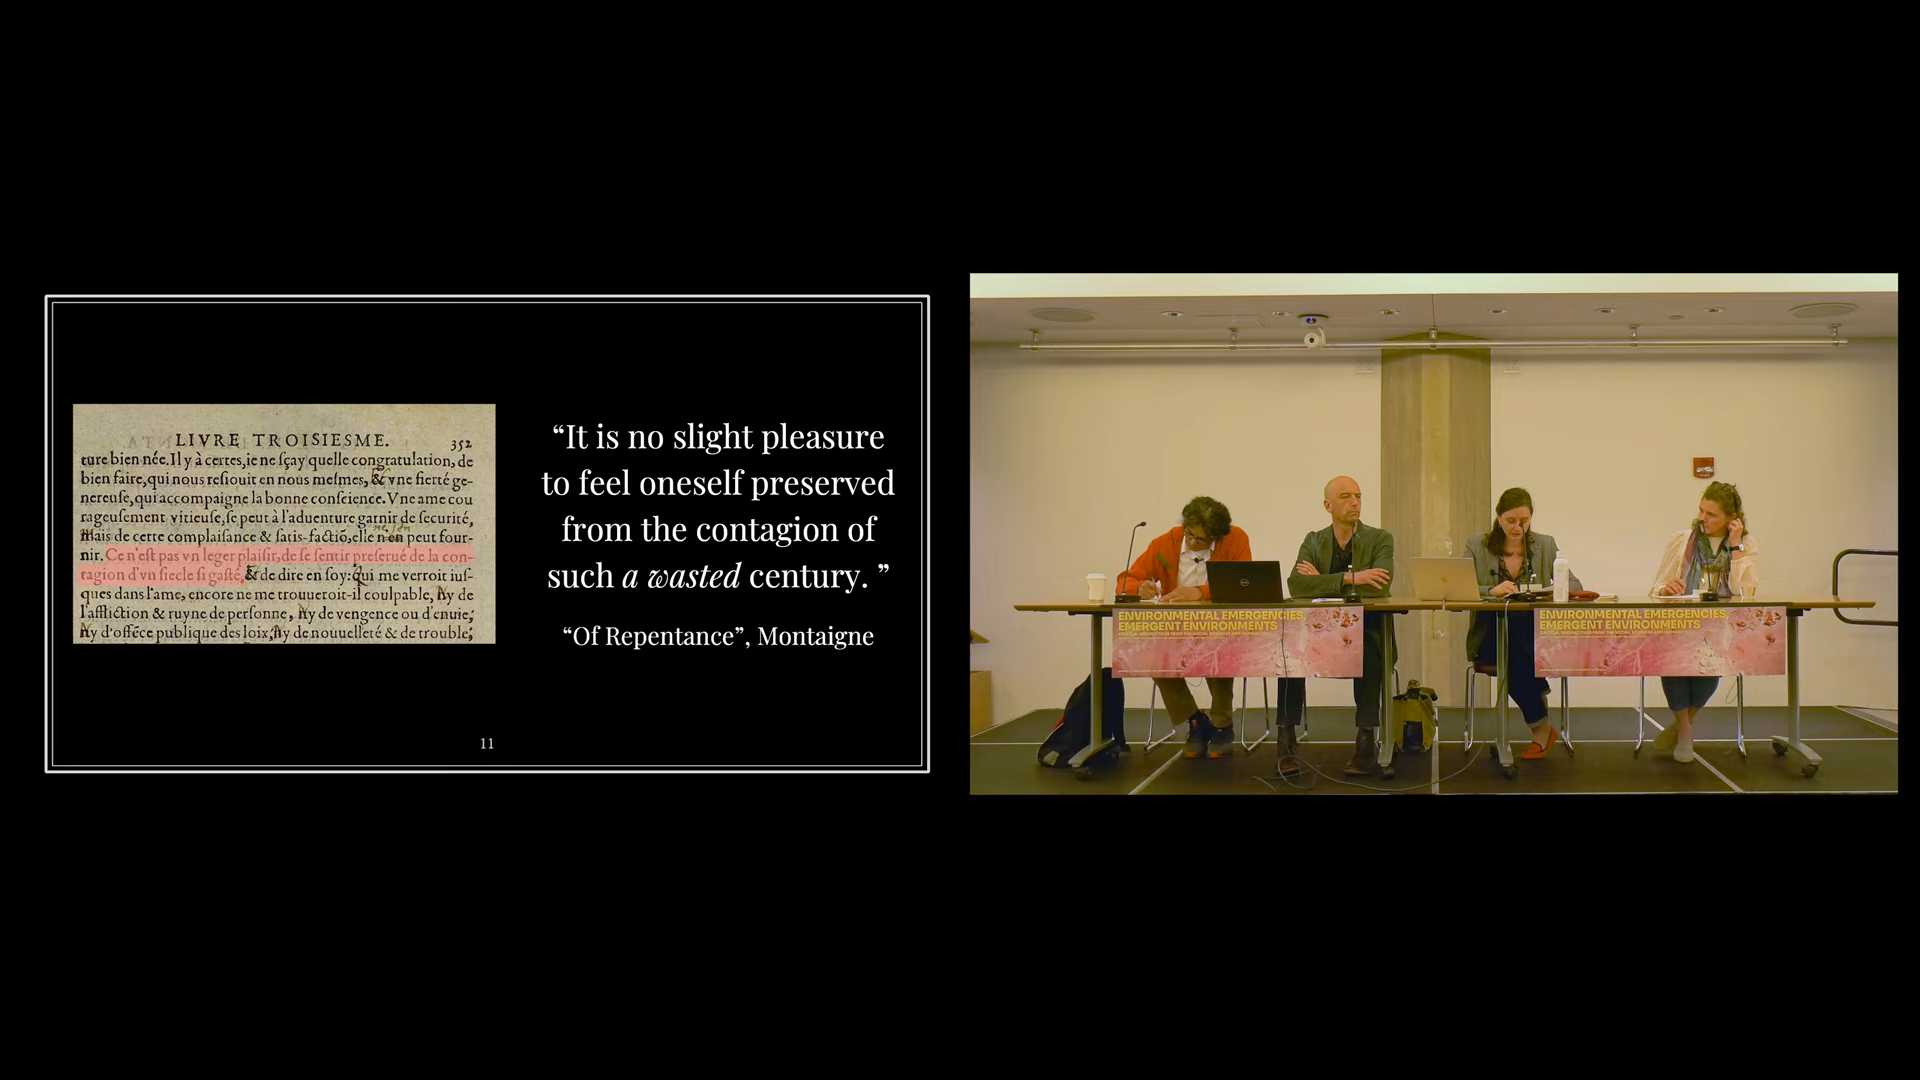 LIVRE TROISIESME. 352
ture bien née. Il y à certes, ie ne sçay quelle congratulation, de
bien faire, qui nous resiouit en nous mesmes, & vne fierté ge-
nereuse, qui accompagne la bonne conscience. Vne ame cou
rageusement vitieuse, se peut à l'aduenture garnir de securité,
Mais de cette complaisance & satis-factiõ, elle n'en peut four-
nir. Ce n'est pas vn leger plaisir, de se sentir preserué de la con-
tagion d'vn siecle si gasté, & de dire en soy: qui me verroit ius-
ques dans l'ame, encore ne me trouueroit-il coulpable, Ny de
l'affliction & ruyne de personne, Ny de vengence ou d'enuie,
Ny d'offéce publique des loix, Ny de nouuelleté & de trouble,
“It is no slight pleasure
to feel oneself preserved
from the contagion of
such a wasted century. ”
“Of Repentance”, Montaigne
11
ENVIRONMENTAL EMERGENCIES,
EMERGENT ENVIRONMENTS
ENVIRONMENTAL EMERGENCIES,
EMERGENT ENVIRONMENTS
DELL